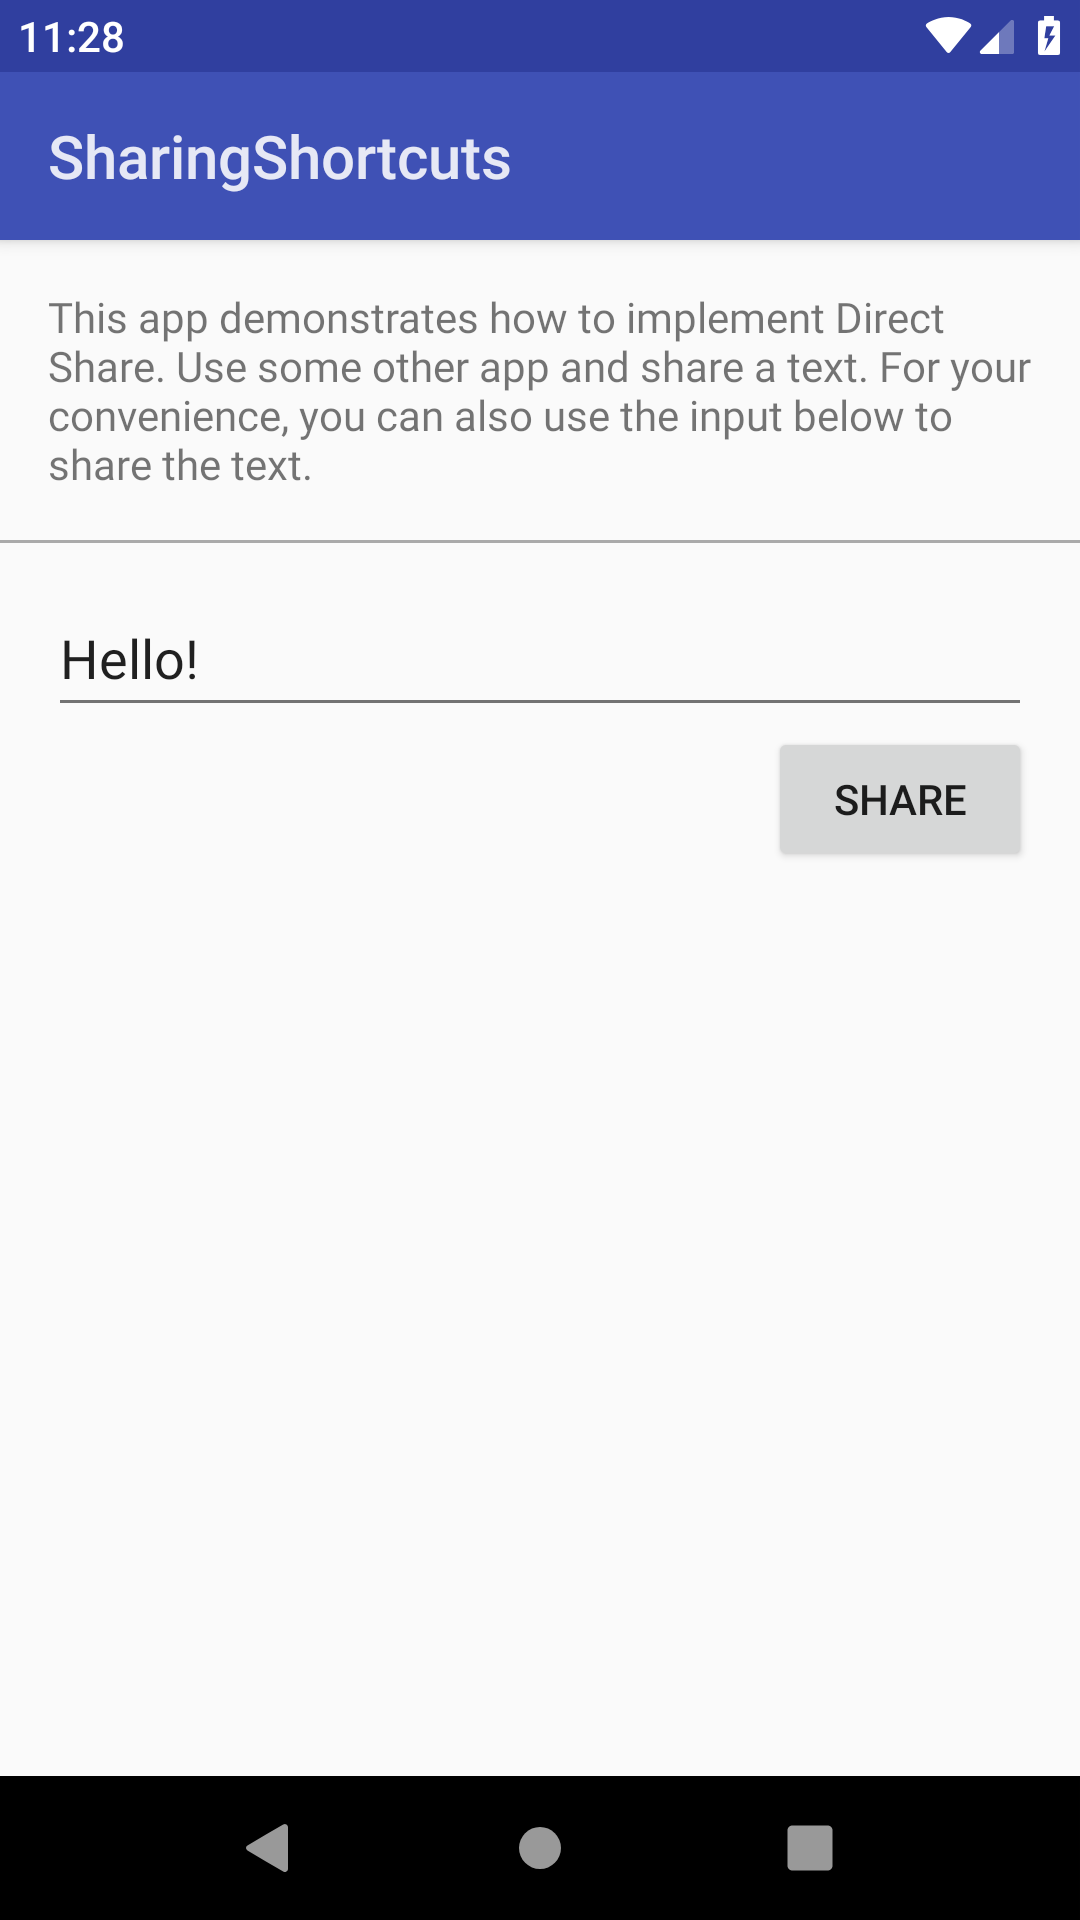 11:28
SharingShortcuts
This app demonstrates how to implement Direct
Share. Use some other app and share a text. For your
convenience, you can also use the input below to
share the text.
Hello!
SHARE